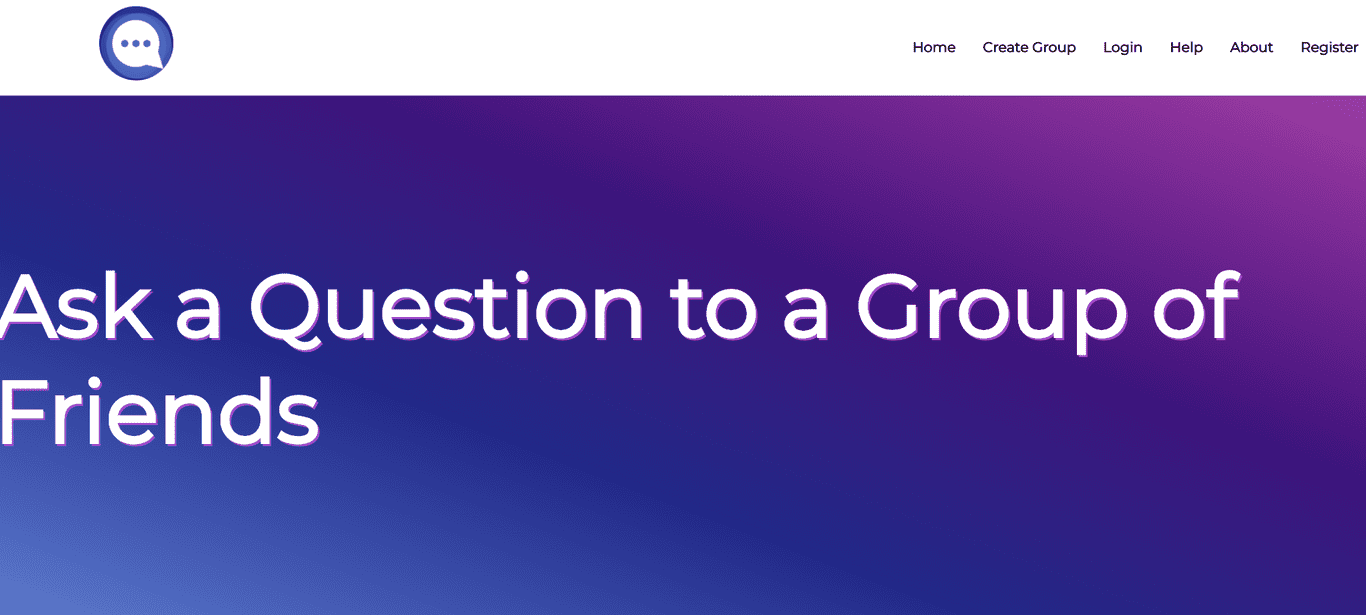 Home Create Group Login Help About Register
Ask a Question to a Group of
Friends